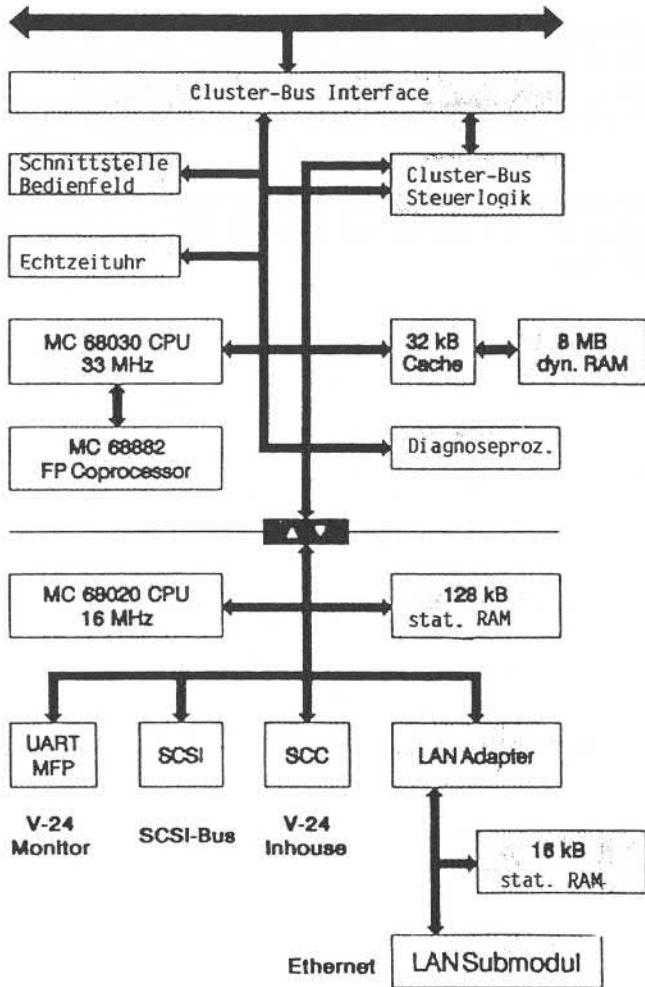 Cluster-Bus Interface
Schnittstelle
Bedienfeld
Cluster-Bus
Steuerlogik
Echtzeituhr
MC 68030 CPU
33 MHz
32 kB
Cache
8 MB
dyn. RAM
MC 68882
FP Coprocessor
Diagnoseproz.
MC 68020 CPU
16 MHz
128 kB
stat. RAM
UART
MFP
SCSI
SCC
LAN Adapter
V-24
Monitor
SCSI-Bus
V-24
Inhouse
16 kB
stat. RAM
Ethernet
LAN Submodul